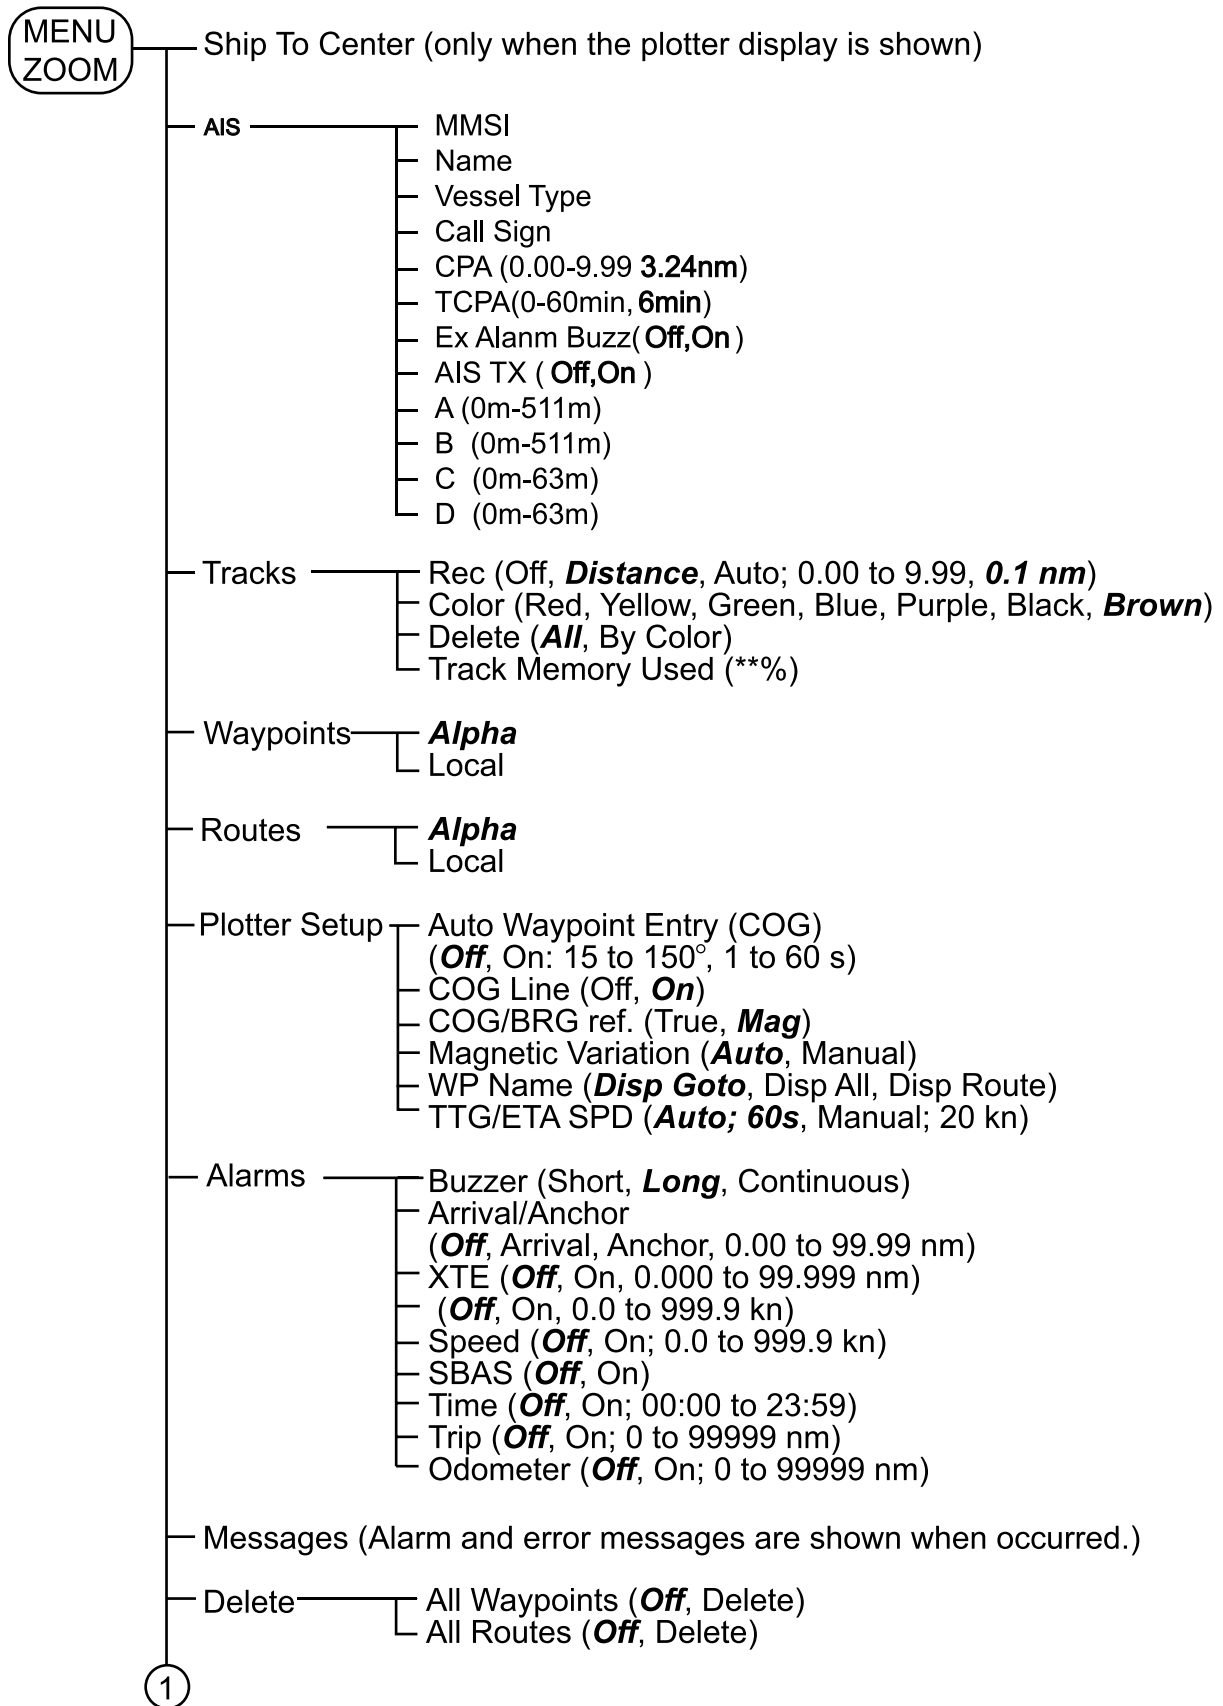 MENU
ZOOM
Ship To Center (only when the plotter display is shown)
AIS
MMSI
Name
Vessel Type
Call Sign
CPA (0.00-9.99 3.24nm)
TCPA(0-60min, 6min)
Ex Alanm Buzz( Off,On )
AIS TX ( Off,On )
A (0m-511m)
B (0m-511m)
C (0m-63m)
D (0m-63m)
Tracks
Rec (Off, Distance, Auto; 0.00 to 9.99, 0.1 nm)
Color (Red, Yellow, Green, Blue, Purple, Black, Brown)
Delete (All, By Color)
Track Memory Used (**%)
Waypoints
Alpha
Local
Routes
Alpha
Local
Plotter Setup
Auto Waypoint Entry (COG)
(Off, On: 15 to 150°, 1 to 60 s)
COG Line (Off, On)
COG/BRG ref. (True, Mag)
Magnetic Variation (Auto, Manual)
WP Name (Disp Goto, Disp All, Disp Route)
TTG/ETA SPD (Auto; 60s, Manual; 20 kn)
Alarms
Buzzer (Short, Long, Continuous)
Arrival/Anchor
(Off, Arrival, Anchor, 0.00 to 99.99 nm)
XTE (Off, On, 0.000 to 99.999 nm)
(Off, On, 0.0 to 999.9 kn)
Speed (Off, On; 0.0 to 999.9 kn)
SBAS (Off, On)
Time (Off, On; 00:00 to 23:59)
Trip (Off, On; 0 to 99999 nm)
Odometer (Off, On; 0 to 99999 nm)
Messages (Alarm and error messages are shown when occurred.)
Delete
All Waypoints (Off, Delete)
All Routes (Off, Delete)
1